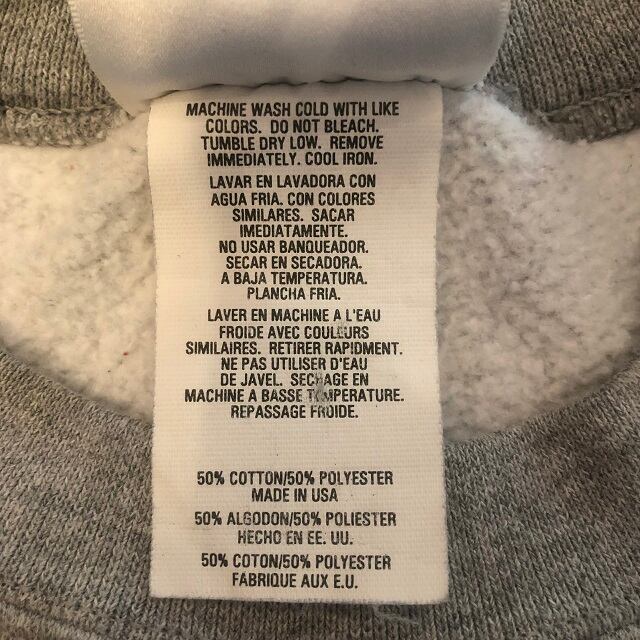 MACHINE WASH COLD WITH LIKE
COLORS. DO NOT BLEACH.
TUMBLE DRY LOW. REMOVE
IMMEDIATELY. COOL IRON.
LAVAR EN LAVADORA CON
AGUA FRIA. CON COLORES
SIMILARES. SACAR
IMEDIATAMENTE.
NO USAR BANQUEADOR.
SECAR EN SECADORA.
A BAJA TEMPERATURA.
PLANCHA FRIA.
LAVER EN MACHINE A L'EAU
FROIDE AVEC COULEURS
SIMILAIRES. RETIRER RAPIDMENT.
NE PAS UTILISER D'EAU
DE JAVEL. SECHAGE EN
MACHINE A BASSE TEMPERATURE.
REPASSAGE FROIDE.
50% COTTON/50% POLYESTER
MADE IN USA
50% ALGODON/50% POLIESTER
HECHO EN EE. UU.
50% COTON/50% POLYESTER
FABRIQUE AUX E.U.